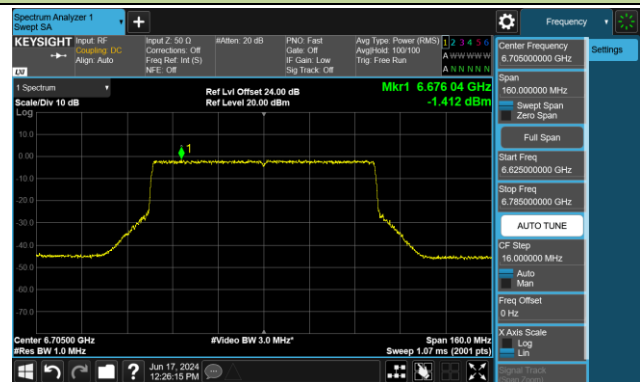 Spectrum Analyzer 1
Swept SA
+
Frequency
KEYSIGHT
Input: RF
Coupling: DC
Align: Auto
Input Z: 50 Ω
Corrections: Off
Freq Ref: Int (S)
NFE: Off
#Atten: 20 dB
PNO: Fast
Gate: Off
IF Gain: Low
Sig Track: Off
Avg Type: Power (RMS)
Avg|Hold: 100/100
Trig: Free Run
1 2 3 4 5 6
A W W W W W
A N N N N N
LXI
1 Spectrum
Scale/Div 10 dB
Log
Ref Lvl Offset 24.00 dB
Ref Level 20.00 dBm
Mkr1 6.676 04 GHz
-1.412 dBm
1
10.0
0.00
-10.0
-20.0
-30.0
-40.0
-50.0
-60.0
-70.0
Center 6.70500 GHz
#Res BW 1.0 MHz
#Video BW 3.0 MHz*
Span 160.0 MHz
Sweep 1.07 ms (2001 pts)
Center Frequency
6.705000000 GHz
Settings
Span
160.000000 MHz
Swept Span
Zero Span
Full Span
Start Freq
6.625000000 GHz
Stop Freq
6.785000000 GHz
AUTO TUNE
CF Step
16.000000 MHz
Auto
Man
Freq Offset
0 Hz
X Axis Scale
Log
Lin
Signal Track
(Span Zoom)
?
Jun 17, 2024
12:26:15 PM